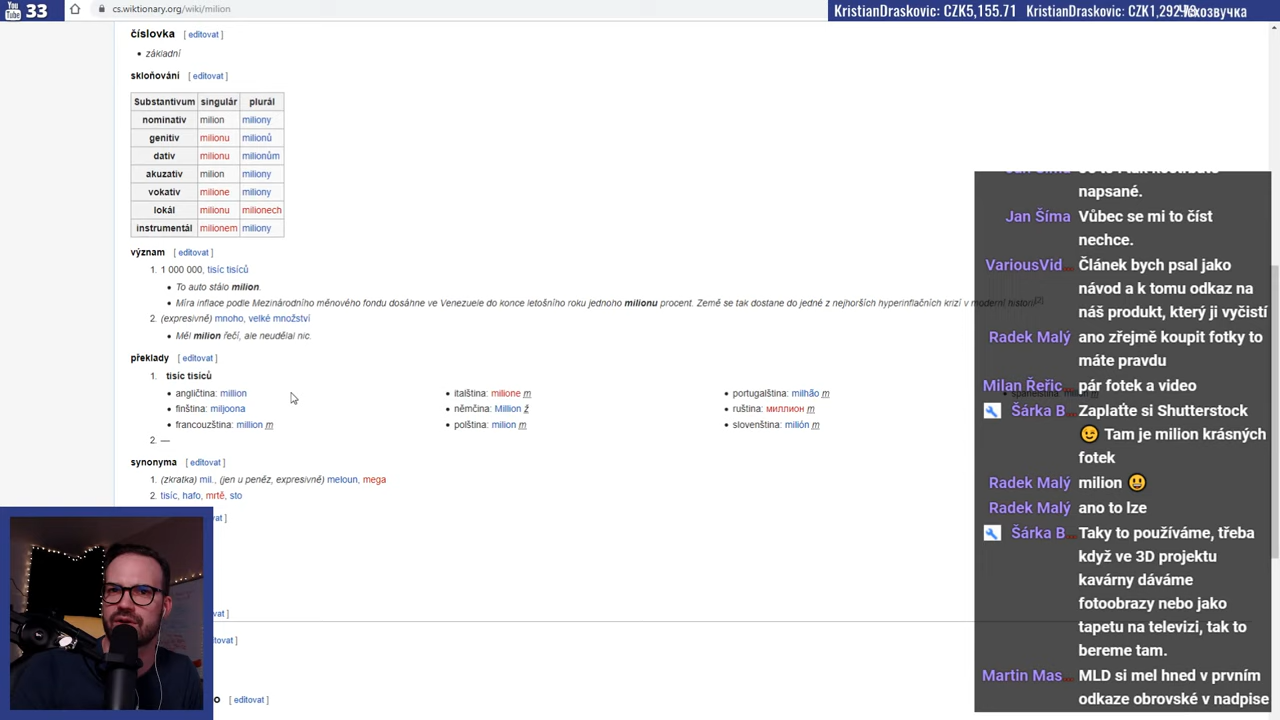 You Tube 33
cs.wiktionary.org/wiki/milion
KristianDraskovic: CZK5,155.71 KristianDraskovic:
číslovka [ editovat ]
• základní
skloňování [ editovat ]
Substantivum singulár plurál
nominativ milion miliony
genitiv milionu milionů
dativ milionu milionům
akuzativ milion miliony
vokativ milione miliony
lokál milionu milionech
instrumentál milionem miliony
význam [ editovat ]
1. 1 000 000, tisíc tisíců
• To auto stálo milion.
• Míra inflace podle Mezinárodního měnového fondu dosáhne ve Venezuele do konce letošního roku jednoho milionu procent. Země se tak dostane do jedné z nejhorších hyperinflačních krizí v moderní historii.[2]
2. (expresivně) mnoho, velké množství
• Měl milion řečí, ale neudělal nic.
překlady [ editovat ]
1. tisíc tisíců
• angličtina: million
• finština: miljoona
• francouzština: million m
• italština: milione m
• němčina: Million ž
• polština: milion m
• portugalština: milhão m
• ruština: миллион m
• slovenština: milión m
2. —
synonyma [ editovat ]
1. (zkratka) mil., (jen u peněz, expresivně) meloun, mega
2. tisíc, hafo, mrtě, sto
[ editovat ]
napsané.
Jan Šíma Vůbec se mi to číst
nechce.
VariousVid... Článek bych psal jako
návod a k tomu odkaz na
náš produkt, který ji vyčistí
Radek Malý ano zřejmě koupit fotky to
máte pravdu
Milan Řeřic pár fotek a video
Šárka B Zaplaťte si Shutterstock
😉 Tam je milion krásných
fotek
Radek Malý milion 😀
Radek Malý ano to lze
Šárka B... Taky to používáme, třeba
když ve 3D projektu
kavárny dáváme
fotoobrazy nebo jako
tapetu na televizi, tak to
bereme tam.
Martin Mas... MLD si mel hned v prvním
odkaze obrovské v nadpise